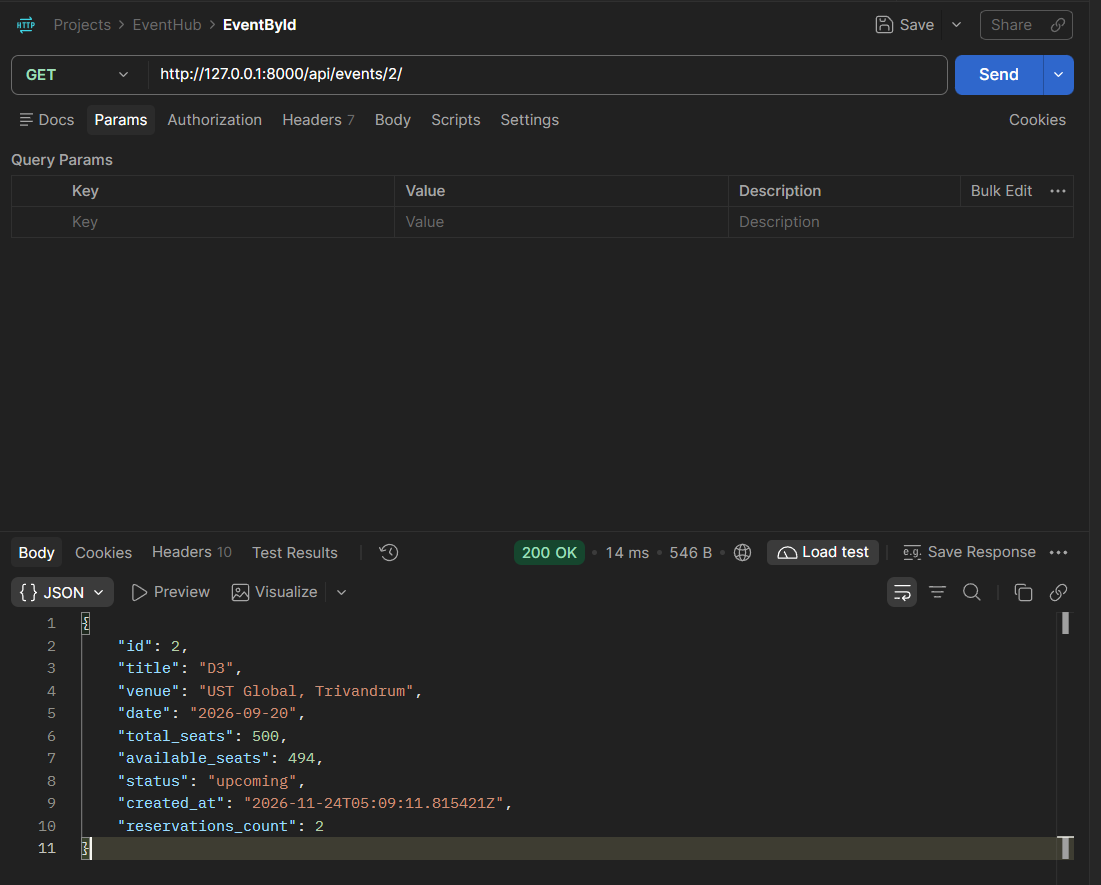 HTTP Projects > EventHub > EventById Save Share
GET http://127.0.0.1:8000/api/events/2/ Send
Docs Params Authorization Headers 7 Body Scripts Settings Cookies
Query Params
Key Value Description Bulk Edit ...
Key Value Description
Body Cookies Headers 10 Test Results 200 OK • 14 ms • 546 B • Load test e.g. Save Response ...
{} JSON Preview Visualize
1 {
2 "id": 2,
3 "title": "D3",
4 "venue": "UST Global, Trivandrum",
5 "date": "2026-09-20",
6 "total_seats": 500,
7 "available_seats": 494,
8 "status": "upcoming",
9 "created_at": "2026-11-24T05:09:11.815421Z",
10 "reservations_count": 2
11 }